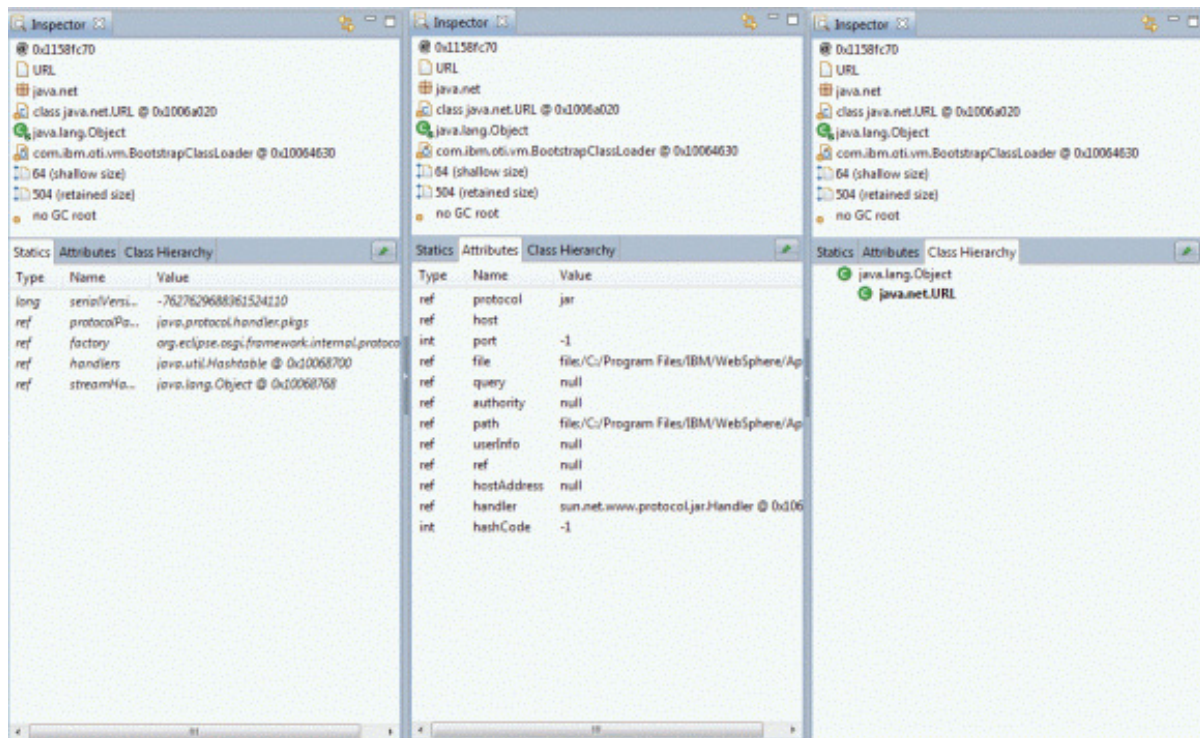 Inspector
0x1158fc70
URL
java.net
class java.net.URL @ 0x1006a020
java.lang.Object
com.ibm.oti.vm.BootstrapClassLoader @ 0x10064630
64 (shallow size)
504 (retained size)
no GC root
Statics Attributes Class Hierarchy
Type Name Value
long serialVersi... -7627629688361524110
ref protocolPa... java.protocol.handler.pkgs
ref factory org.eclipse.osgi.framework.internal.protoco
ref handlers java.util.Hashtable @ 0x10068700
ref streamHa... java.lang.Object @ 0x10068768
Inspector
0x1158fc70
URL
java.net
class java.net.URL @ 0x1006a020
java.lang.Object
com.ibm.oti.vm.BootstrapClassLoader @ 0x10064630
64 (shallow size)
504 (retained size)
no GC root
Statics Attributes Class Hierarchy
Type Name Value
ref protocol jar
ref host
int port -1
ref file file:/C:/Program Files/IBM/WebSphere/Ap
ref query null
ref authority null
ref path file:/C:/Program Files/IBM/WebSphere/Ap
ref userInfo null
ref ref null
ref hostAddress null
ref handler sun.net.www.protocol.jar.Handler @ 0x106
int hashCode -1
Inspector
0x1158fc70
URL
java.net
class java.net.URL @ 0x1006a020
java.lang.Object
com.ibm.oti.vm.BootstrapClassLoader @ 0x10064630
64 (shallow size)
504 (retained size)
no GC root
Statics Attributes Class Hierarchy
java.lang.Object
java.net.URL